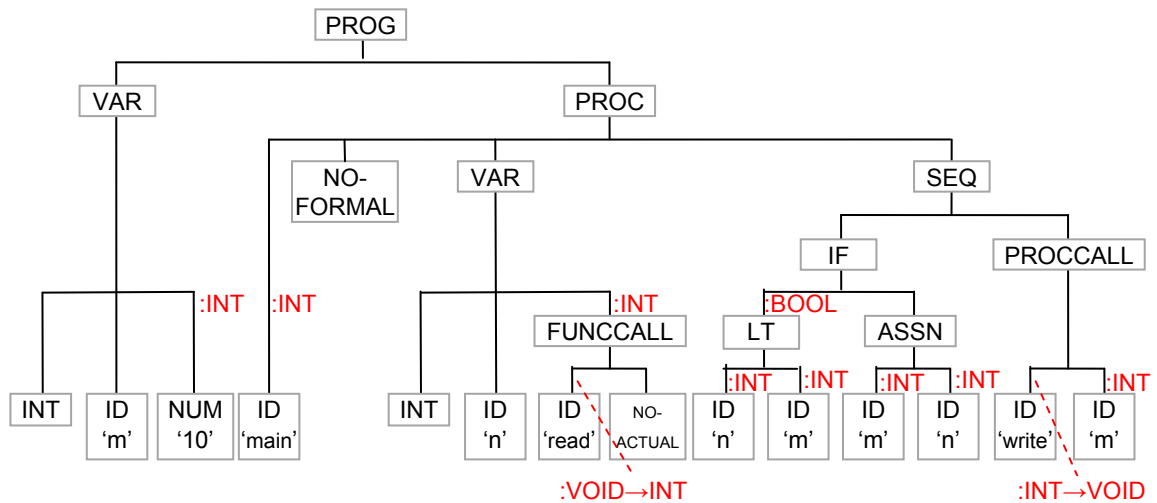 PROG
VAR
PROC
NO-
FORMAL
VAR
SEQ
IF
PROCCALL
:INT
:INT
:INT
:BOOL
FUNCCALL
LT
ASSN
:INT
:INT
:INT
:INT
:INT
INT
ID
‘m’
NUM
‘10’
ID
‘main’
INT
ID
‘n’
ID
‘read’
NO-
ACTUAL
ID
‘n’
ID
‘m’
ID
‘m’
ID
‘n’
ID
‘write’
ID
‘m’
:VOID→INT
:INT→VOID